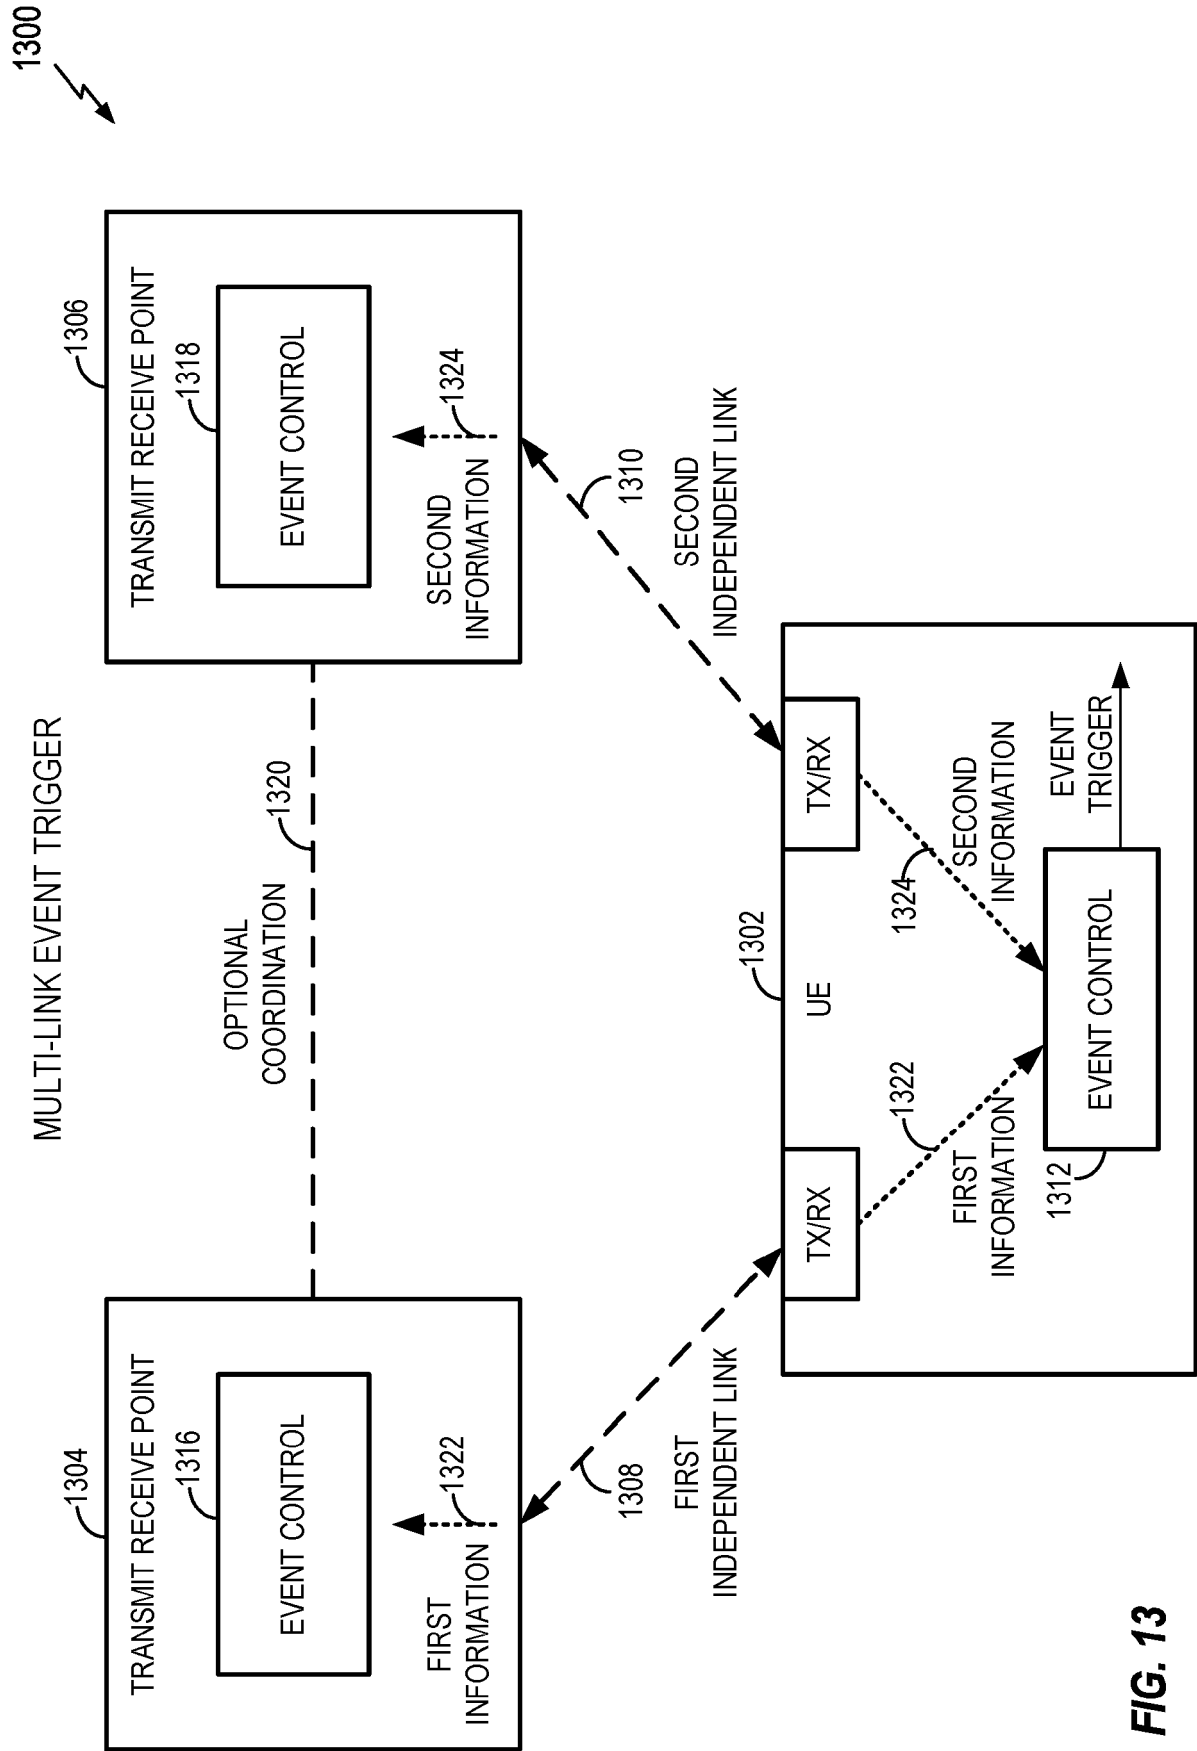 MULTI-LINK EVENT TRIGGER
1300
1304
TRANSMIT RECEIVE POINT
1316
EVENT CONTROL
FIRST
INFORMATION
1322
OPTIONAL
COORDINATION
1320
1306
TRANSMIT RECEIVE POINT
1318
EVENT CONTROL
SECOND
INFORMATION
1324
1308
FIRST
INDEPENDENT LINK
1310
SECOND
INDEPENDENT LINK
1302
UE
TX/RX
TX/RX
FIRST
INFORMATION
1322
1324
SECOND
INFORMATION
1312
EVENT CONTROL
EVENT
TRIGGER
FIG. 13